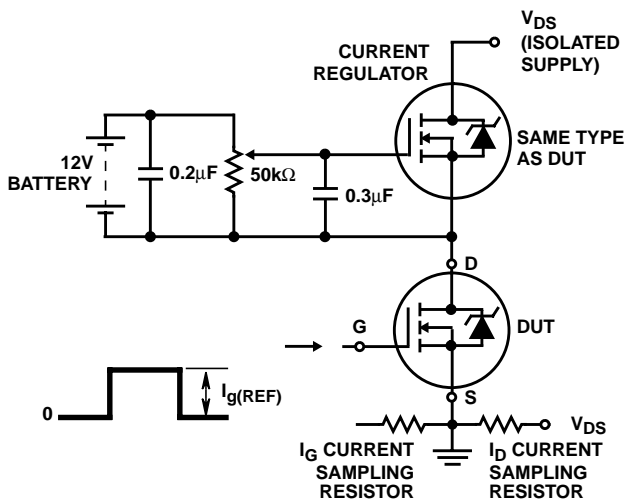 V_DS
(ISOLATED
SUPPLY)
CURRENT
REGULATOR
SAME TYPE
AS DUT
12V
BATTERY
0.2μF
50kΩ
0.3μF
D
DUT
G
I_g(REF)
0
S
V_DS
I_G CURRENT
SAMPLING
RESISTOR
I_D CURRENT
SAMPLING
RESISTOR